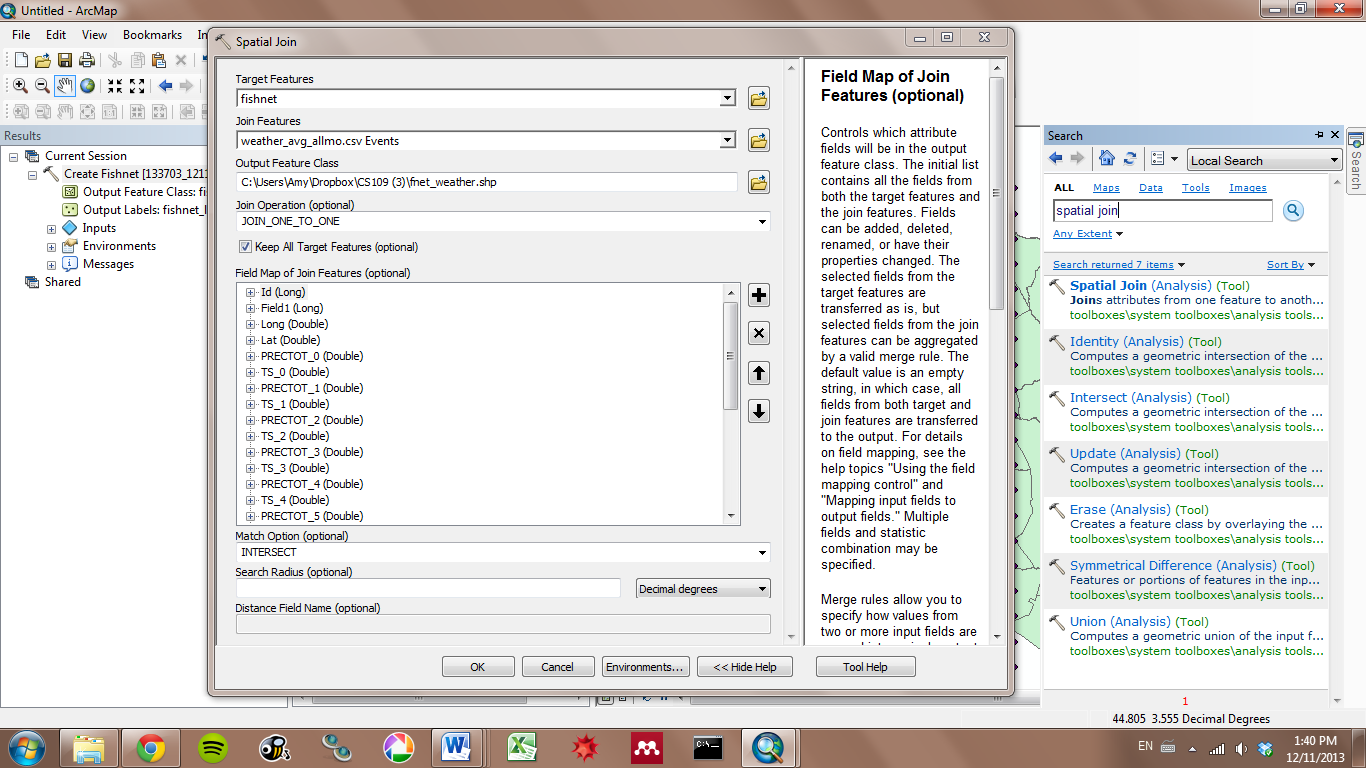 Untitled - ArcMap
File Edit View Bookmarks In
Results
Current Session
Create Fishnet [133703_1211
Output Feature Class: fi
Output Labels: fishnet_l
Inputs
Environments
Messages
Shared
Spatial Join
Target Features
fishnet
Join Features
weather_avg_allmo.csv Events
Output Feature Class
C:\Users\Amy\Dropbox\CS109 (3)\fnet_weather.shp
Join Operation (optional)
JOIN_ONE_TO_ONE
Keep All Target Features (optional)
Field Map of Join Features (optional)
Id (Long)
Field1 (Long)
Long (Double)
Lat (Double)
PRECTOT_0 (Double)
TS_0 (Double)
PRECTOT_1 (Double)
TS_1 (Double)
PRECTOT_2 (Double)
TS_2 (Double)
PRECTOT_3 (Double)
TS_3 (Double)
PRECTOT_4 (Double)
TS_4 (Double)
PRECTOT_5 (Double)
Match Option (optional)
INTERSECT
Search Radius (optional)
Decimal degrees
Distance Field Name (optional)
OK Cancel Environments... << Hide Help Tool Help
Field Map of Join
Features (optional)
Controls which attribute
fields will be in the output
feature class. The initial list
contains all the fields from
both the target features and
the join features. Fields
can be added, deleted,
renamed, or have their
properties changed. The
selected fields from the
target features are
transferred as is, but
selected fields from the join
features can be aggregated
by a valid merge rule. The
default value is an empty
string, in which case, all
fields from both target and
join features are transferred
to the output. For details
on field mapping, see the
help topics "Using the field
mapping control" and
"Mapping input fields to
output fields." Multiple
fields and statistic
combination may be
specified.
Merge rules allow you to
specify how values from
two or more input fields are
Search
Local Search
Search
ALL Maps Data Tools Images
spatial join
Any Extent
Search returned 7 items Sort By
Spatial Join (Analysis) (Tool)
Joins attributes from one feature to anoth...
toolboxes\system toolboxes\analysis tools...
Identity (Analysis) (Tool)
Computes a geometric intersection of the ...
toolboxes\system toolboxes\analysis tools...
Intersect (Analysis) (Tool)
Computes a geometric intersection of the ...
toolboxes\system toolboxes\analysis tools...
Update (Analysis) (Tool)
Computes a geometric intersection of the ...
toolboxes\system toolboxes\analysis tools...
Erase (Analysis) (Tool)
Creates a feature class by overlaying the ...
toolboxes\system toolboxes\analysis tools...
Symmetrical Difference (Analysis) (Tool)
Features or portions of features in the inp...
toolboxes\system toolboxes\analysis tools...
Union (Analysis) (Tool)
Computes a geometric union of the input f...
toolboxes\system toolboxes\analysis tools...
1
44.805 3.555 Decimal Degrees
EN
1:40 PM
12/11/2013